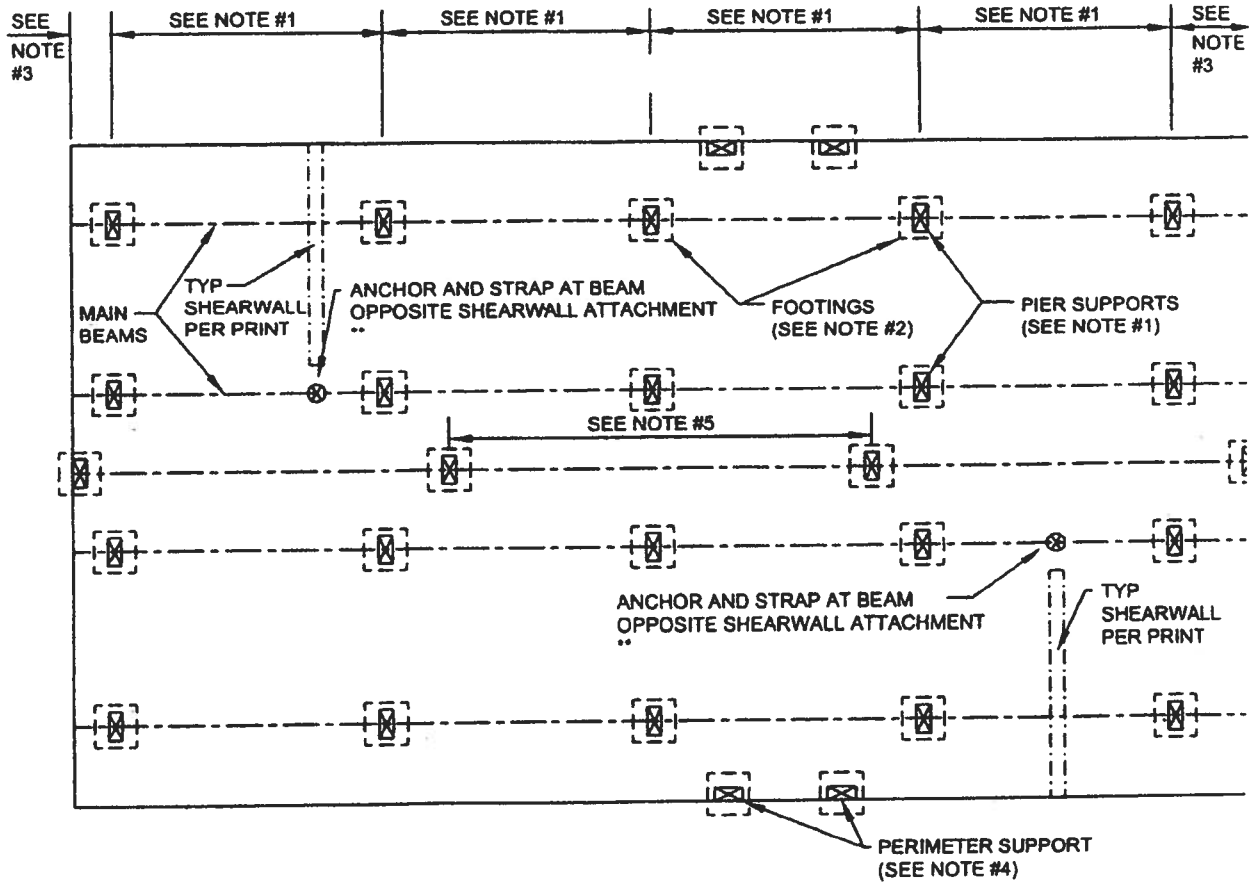 SEE
NOTE
#3
SEE NOTE #1
SEE NOTE #1
SEE NOTE #1
SEE NOTE #1
SEE
NOTE
#3
MAIN
BEAMS
TYP
SHEARWALL
PER PRINT
ANCHOR AND STRAP AT BEAM
OPPOSITE SHEARWALL ATTACHMENT
**
FOOTINGS
(SEE NOTE #2)
PIER SUPPORTS
(SEE NOTE #1)
SEE NOTE #5
ANCHOR AND STRAP AT BEAM
OPPOSITE SHEARWALL ATTACHMENT
**
TYP
SHEARWALL
PER PRINT
PERIMETER SUPPORT
(SEE NOTE #4)